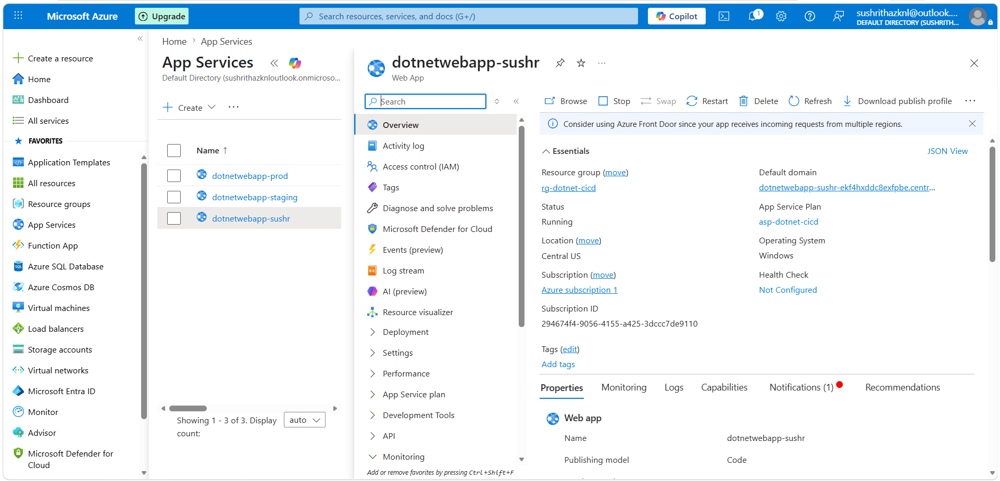 Microsoft Azure
Upgrade
Search resources, services, and docs (G+/)
Copilot
1
sushrithazknl@outlook....
DEFAULT DIRECTORY (SUSHRITH...
Create a resource
Home
Dashboard
All services
FAVORITES
Application Templates
All resources
Resource groups
App Services
Function App
Azure SQL Database
Azure Cosmos DB
Virtual machines
Load balancers
Storage accounts
Virtual networks
Microsoft Entra ID
Monitor
Advisor
Microsoft Defender for
Cloud
Home > App Services
App Services
Default Directory (sushrithazknloutlook.onmicroso...
Create
Name ↑
dotnetwebapp-prod
dotnetwebapp-staging
dotnetwebapp-sushr
Showing 1 - 3 of 3. Display
count:
auto
dotnetwebapp-sushr
Web App
Search
Overview
Activity log
Access control (IAM)
Tags
Diagnose and solve problems
Microsoft Defender for Cloud
Events (preview)
Log stream
AI (preview)
Resource visualizer
Deployment
Settings
Performance
App Service plan
Development Tools
API
Monitoring
Add or remove favorites by pressing Ctrl+Shift+F
Browse
Stop
Swap
Restart
Delete
Refresh
Download publish profile
Consider using Azure Front Door since your app receives incoming requests from multiple regions.
Essentials
JSON View
Resource group (move)
rg-dotnet-cicd
Status
Running
Location (move)
Central US
Subscription (move)
Azure subscription 1
Subscription ID
294674f4-9056-4155-a425-3dccc7de9110
Default domain
dotnetwebapp-sushr-ekf4hxddc8exfpbe.centr...
App Service Plan
asp-dotnet-cicd
Operating System
Windows
Health Check
Not Configured
Tags (edit)
Add tags
Properties
Monitoring
Logs
Capabilities
Notifications (1)
Recommendations
Web app
Name
dotnetwebapp-sushr
Publishing model
Code